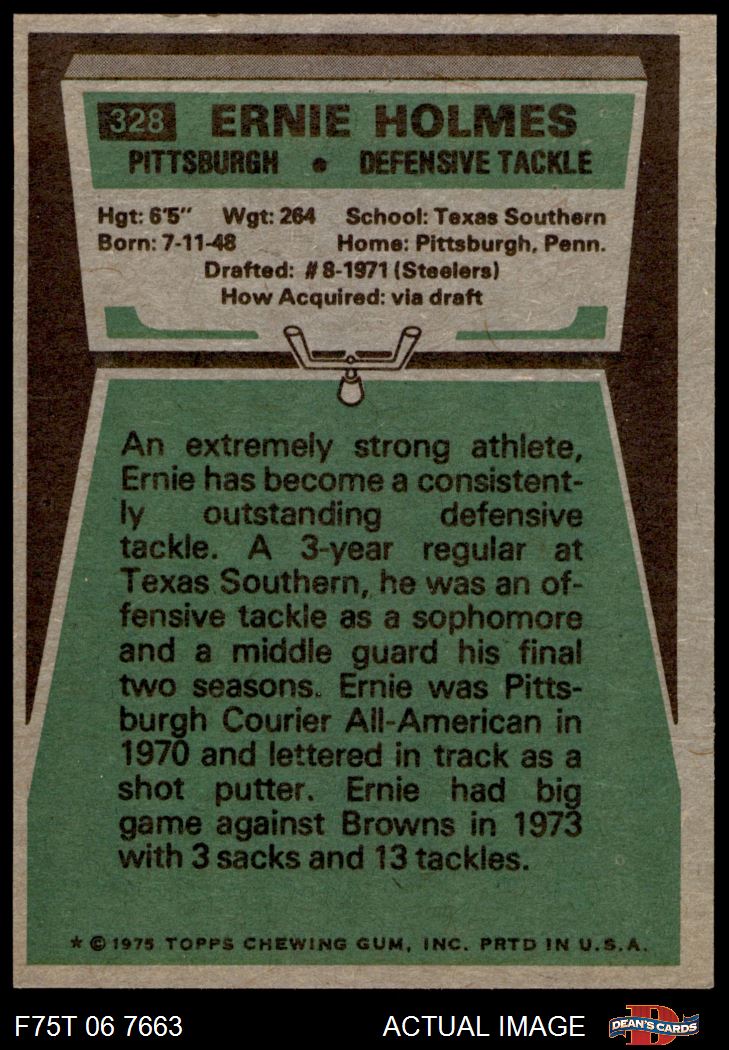 328 ERNIE HOLMES
PITTSBURGH • DEFENSIVE TACKLE
Hgt: 6'5" Wgt: 264 School: Texas Southern
Born: 7-11-48 Home: Pittsburgh, Penn.
Drafted: #8-1971 (Steelers)
How Acquired: via draft
An extremely strong athlete,
Ernie has become a consistent-
ly outstanding defensive
tackle. A 3-year regular at
Texas Southern, he was an of-
fensive tackle as a sophomore
and a middle guard his final
two seasons. Ernie was Pitts-
burgh Courier All-American in
1970 and lettered in track as a
shot putter. Ernie had big
game against Browns in 1973
with 3 sacks and 13 tackles.
* © 1975 TOPPS CHEWING GUM, INC. PRTD IN U.S.A.
F75T 06 7663 ACTUAL IMAGE DEAN'S CARDS